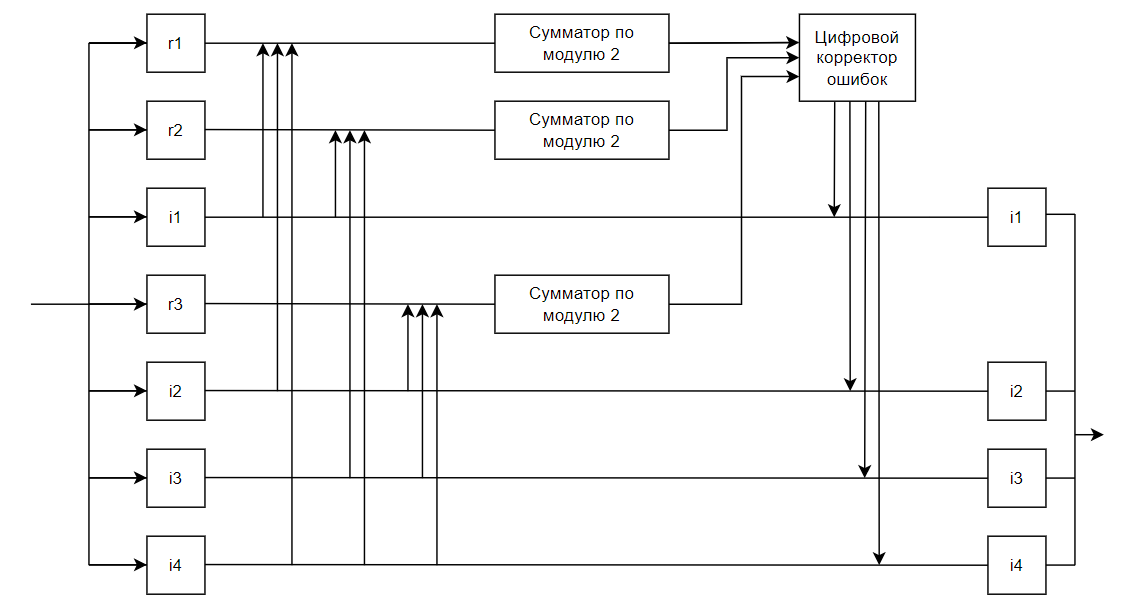 r1
Сумматор по
модулю 2
Цифровой
корректор
ошибок
r2
Сумматор по
модулю 2
i1
i1
r3
Сумматор по
модулю 2
i2
i2
i3
i3
i4
i4